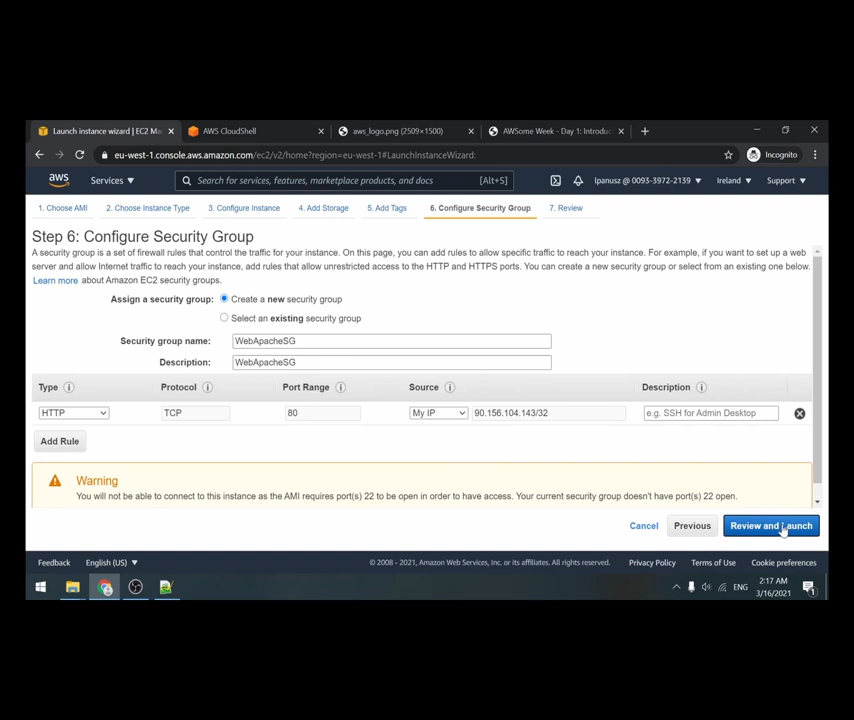 Launch instance wizard | EC2 Ma
AWS CloudShell
aws_logo.png (2509×1500)
AWSome Week - Day 1: Introduc
eu-west-1.console.aws.amazon.com/ec2/v2/home?region=eu-west-1#LaunchInstanceWizard:
Incognito
aws
Services
Search for services, features, marketplace products, and docs
[Alt+S]
lpanusz @ 0093-3972-2139
Ireland
Support
1. Choose AMI
2. Choose Instance Type
3. Configure Instance
4. Add Storage
5. Add Tags
6. Configure Security Group
7. Review
Step 6: Configure Security Group
A security group is a set of firewall rules that control the traffic for your instance. On this page, you can add rules to allow specific traffic to reach your instance. For example, if you want to set up a web
server and allow Internet traffic to reach your instance, add rules that allow unrestricted access to the HTTP and HTTPS ports. You can create a new security group or select from an existing one below.
Learn more about Amazon EC2 security groups.
Assign a security group:
Create a new security group
Select an existing security group
Security group name:
WebApacheSG
Description:
WebApacheSG
Type
Protocol
Port Range
Source
Description
HTTP
TCP
80
My IP
90.156.104.143/32
e.g. SSH for Admin Desktop
Add Rule
Warning
You will not be able to connect to this instance as the AMI requires port(s) 22 to be open in order to have access. Your current security group doesn't have port(s) 22 open.
Cancel
Previous
Review and Launch
Feedback
English (US)
© 2008 - 2021, Amazon Web Services, Inc. or its affiliates. All rights reserved.
Privacy Policy
Terms of Use
Cookie preferences
ENG
2:17 AM
3/16/2021
1